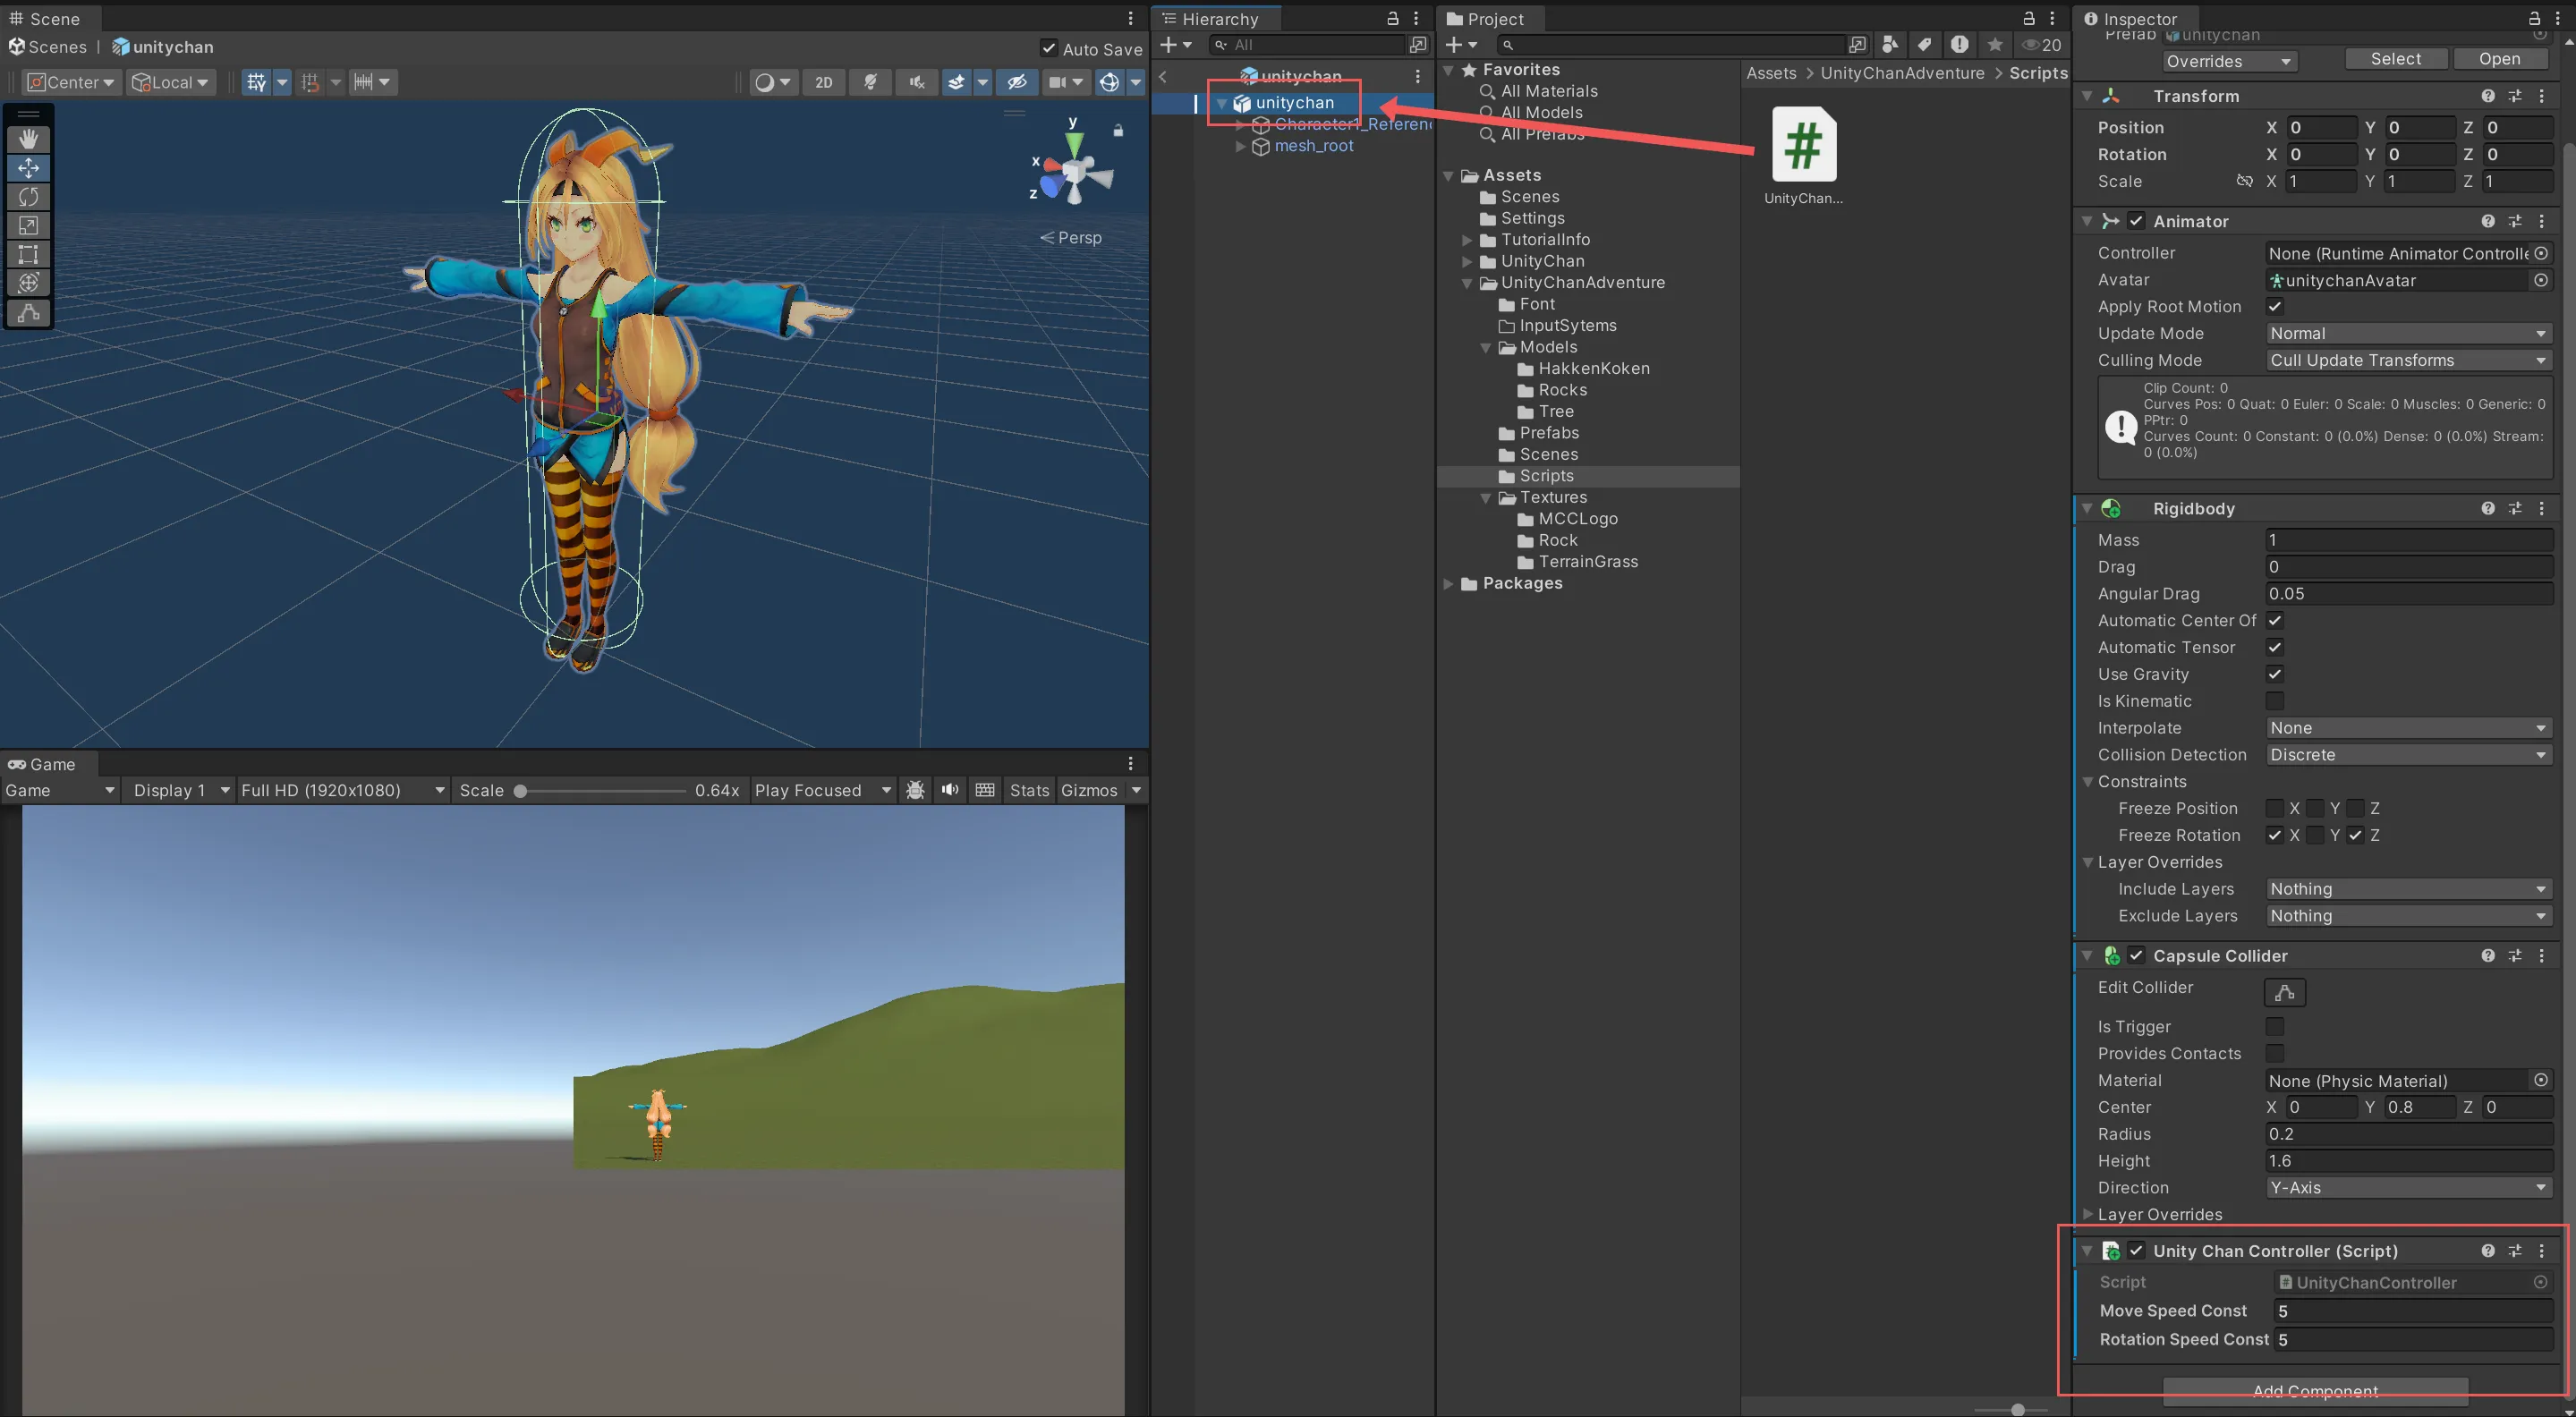 Scene
Scenes | unitychan
Auto Save
Center
Local
2D
y
x
z
Persp
Game
Game
Display 1
Full HD (1920x1080)
Scale
0.64x
Play Focused
Stats
Gizmos
Hierarchy
All
unitychan
unitychan
Character1_Referenc
mesh_root
Project
20
Favorites
All Materials
All Models
All Prefabs
Assets
Scenes
Settings
TutorialInfo
UnityChan
UnityChanAdventure
Font
InputSytems
Models
HakkenKoken
Rocks
Tree
Prefabs
Scenes
Scripts
Textures
MCCLogo
Rock
TerrainGrass
Packages
Assets > UnityChanAdventure > Scripts
#
UnityChan...
Inspector
Prefab unitychan
Overrides
Select
Open
Transform
Position X 0 Y 0 Z 0
Rotation X 0 Y 0 Z 0
Scale X 1 Y 1 Z 1
Animator
Controller None (Runtime Animator Controlle
Avatar unitychanAvatar
Apply Root Motion
Update Mode Normal
Culling Mode Cull Update Transforms
Clip Count: 0
Curves Pos: 0 Quat: 0 Euler: 0 Scale: 0 Muscles: 0 Generic: 0
PPtr: 0
Curves Count: 0 Constant: 0 (0.0%) Dense: 0 (0.0%) Stream:
0 (0.0%)
Rigidbody
Mass 1
Drag 0
Angular Drag 0.05
Automatic Center Of
Automatic Tensor
Use Gravity
Is Kinematic
Interpolate None
Collision Detection Discrete
Constraints
Freeze Position X Y Z
Freeze Rotation X Y Z
Layer Overrides
Include Layers Nothing
Exclude Layers Nothing
Capsule Collider
Edit Collider
Is Trigger
Provides Contacts
Material None (Physic Material)
Center X 0 Y 0.8 Z 0
Radius 0.2
Height 1.6
Direction Y-Axis
Layer Overrides
Unity Chan Controller (Script)
Script UnityChanController
Move Speed Const 5
Rotation Speed Const 5
Add Component